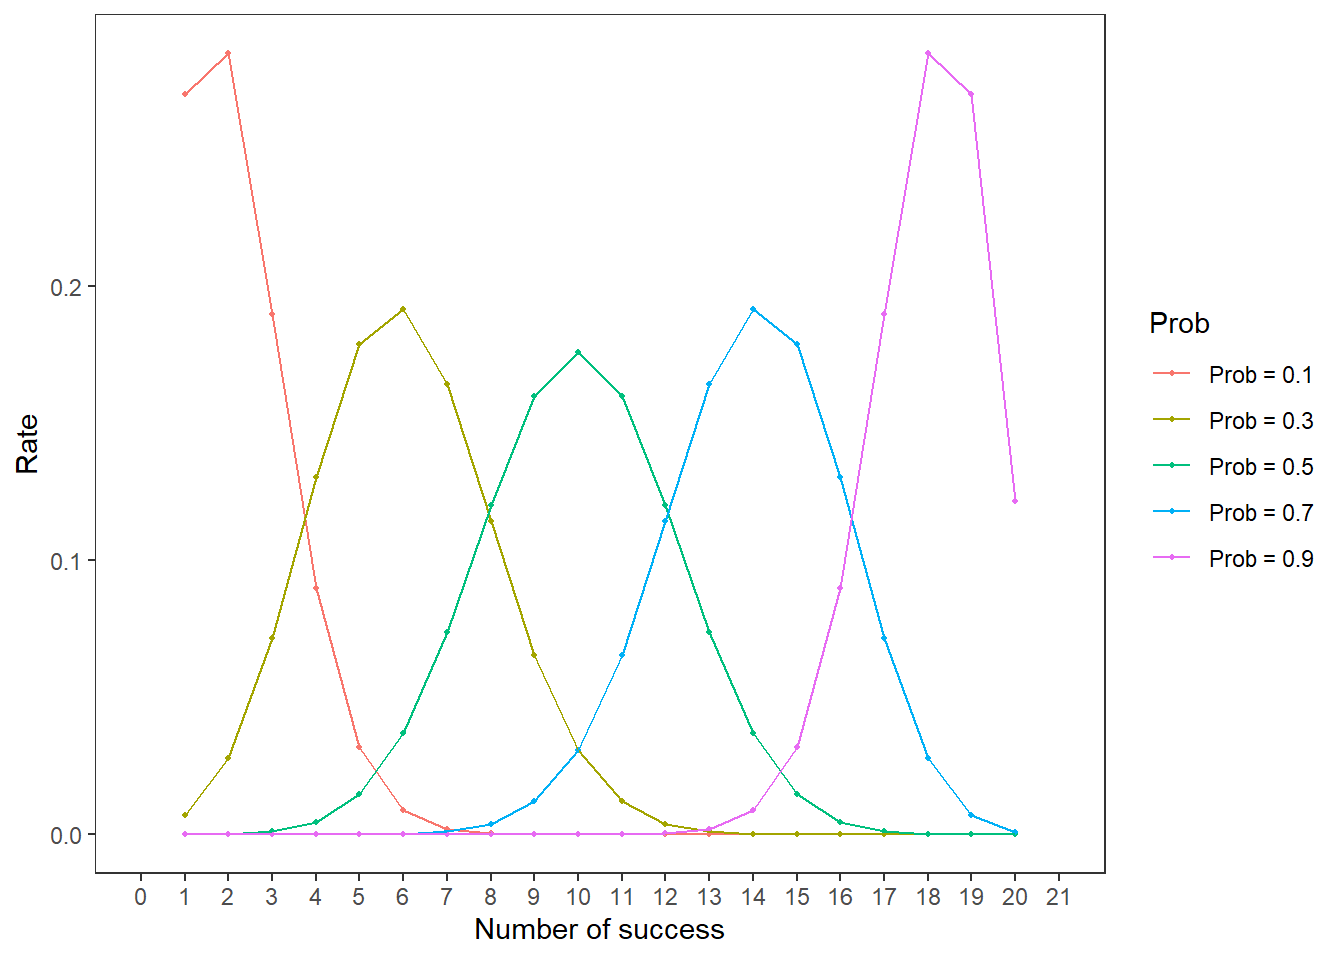 Rate
0.2
0.1
0.0
0 1 2 3 4 5 6 7 8 9 10 11 12 13 14 15 16 17 18 19 20 21
Number of success
Prob
Prob = 0.1
Prob = 0.3
Prob = 0.5
Prob = 0.7
Prob = 0.9